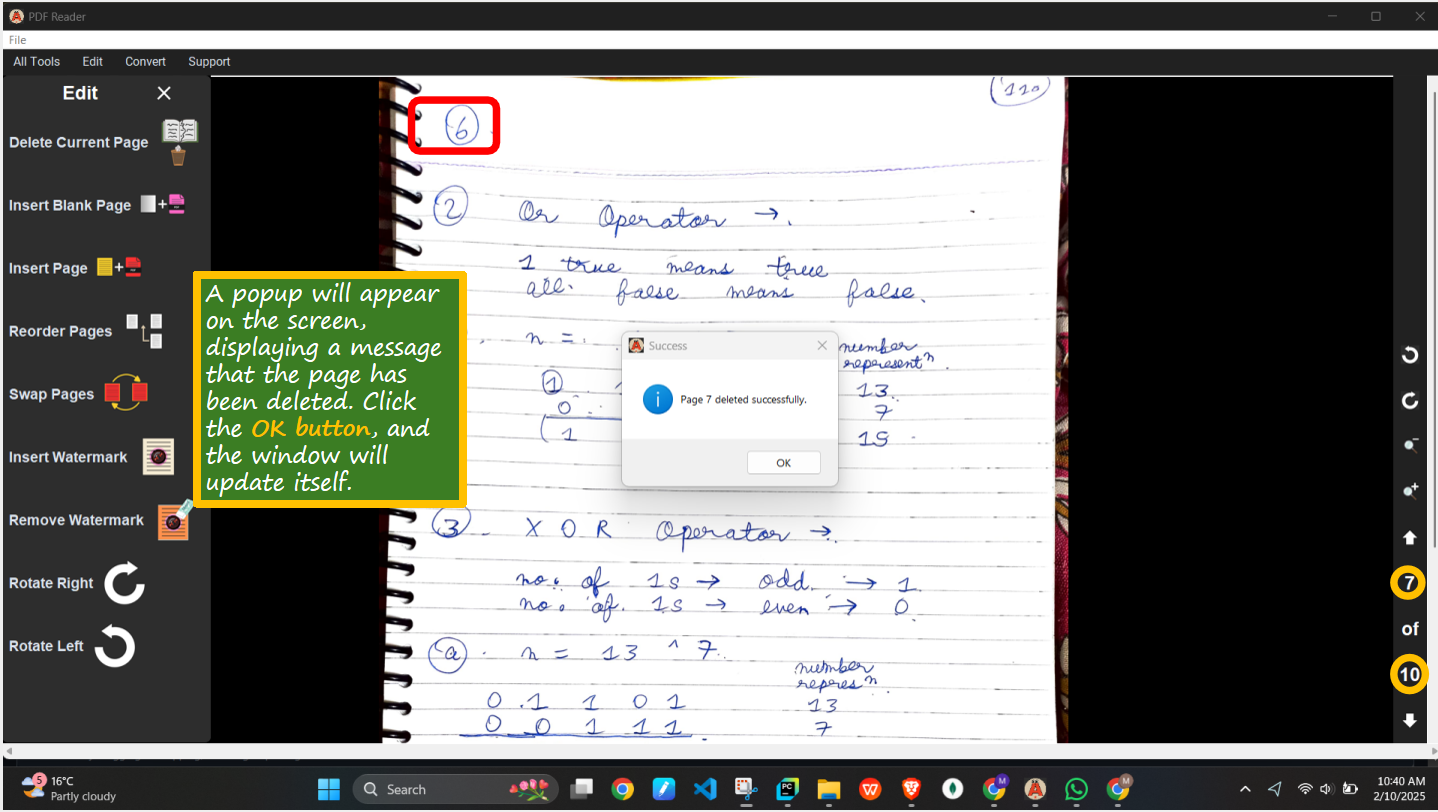 PDF Reader
File
All Tools Edit Convert Support
Edit
Delete Current Page
Insert Blank Page
Insert Page
Reorder Pages
Swap Pages
Insert Watermark
Remove Watermark
Rotate Right
Rotate Left
A popup will appear
on the screen,
displaying a message
that the page has
been deleted. Click
the OK button, and
the window will
update itself.
110
6
2 Or Operator →.
1 true means true
all. false means false.
n =
number
represent^n
1 13
0 7
1 15
Success
Page 7 deleted successfully.
OK
3 X O R Operator →.
no. of 1s → odd. → 1.
no. of. 1s → even → 0.
a. n = 13 ^ 7.
number
repres^n
0 1 1 0 1 13
0 0 1 1 1 7
7
of
10
5
16°C
Partly cloudy
Search
10:40 AM
2/10/2025